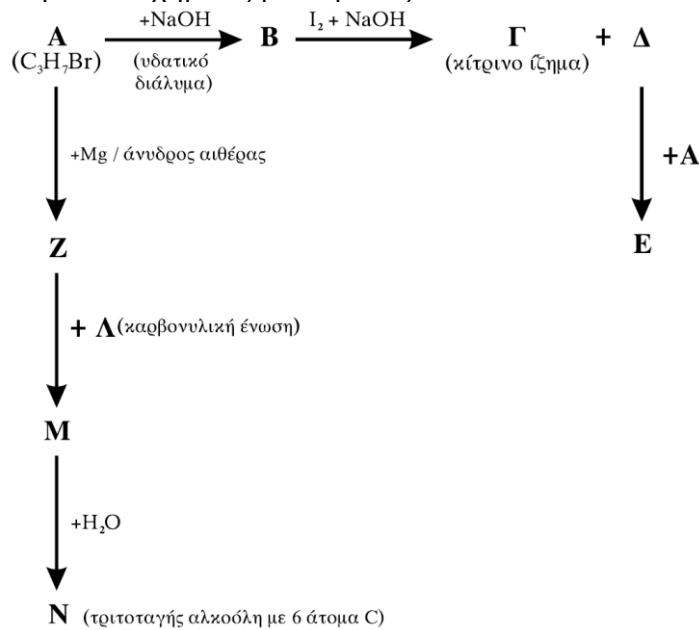 +NaOH
I₂ + NaOH
Α
Β
Γ
+
Δ
(C₃H₇Br)
(υδατικό
διάλυμα)
(κίτρινο ίζημα)
+Mg / άνυδρος αιθέρας
+Α
Ζ
Ε
+ Λ (καρβονυλική ένωση)
Μ
+H₂O
Ν (τριτοταγής αλκοόλη με 6 άτομα C)